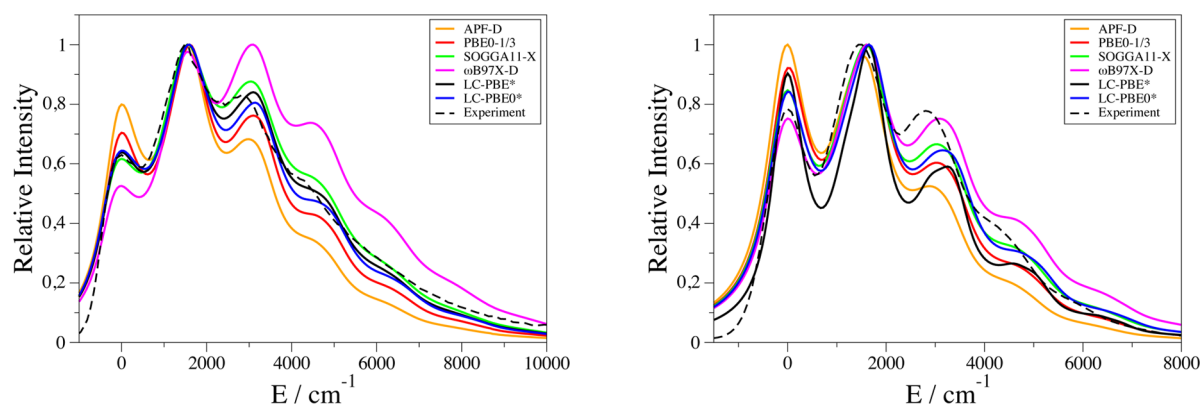 1
0,8
0,6
0,4
0,2
0
Relative Intensity
0 2000 4000 6000 8000 10000
E / cm⁻¹
APF-D
PBE0-1/3
SOGGA11-X
ωB97X-D
LC-PBE*
LC-PBE0*
Experiment
1
0,8
0,6
0,4
0,2
0
Relative Intensity
0 2000 4000 6000 8000
E / cm⁻¹
APF-D
PBE0-1/3
SOGGA11-X
ωB97X-D
LC-PBE*
LC-PBE0*
Experiment